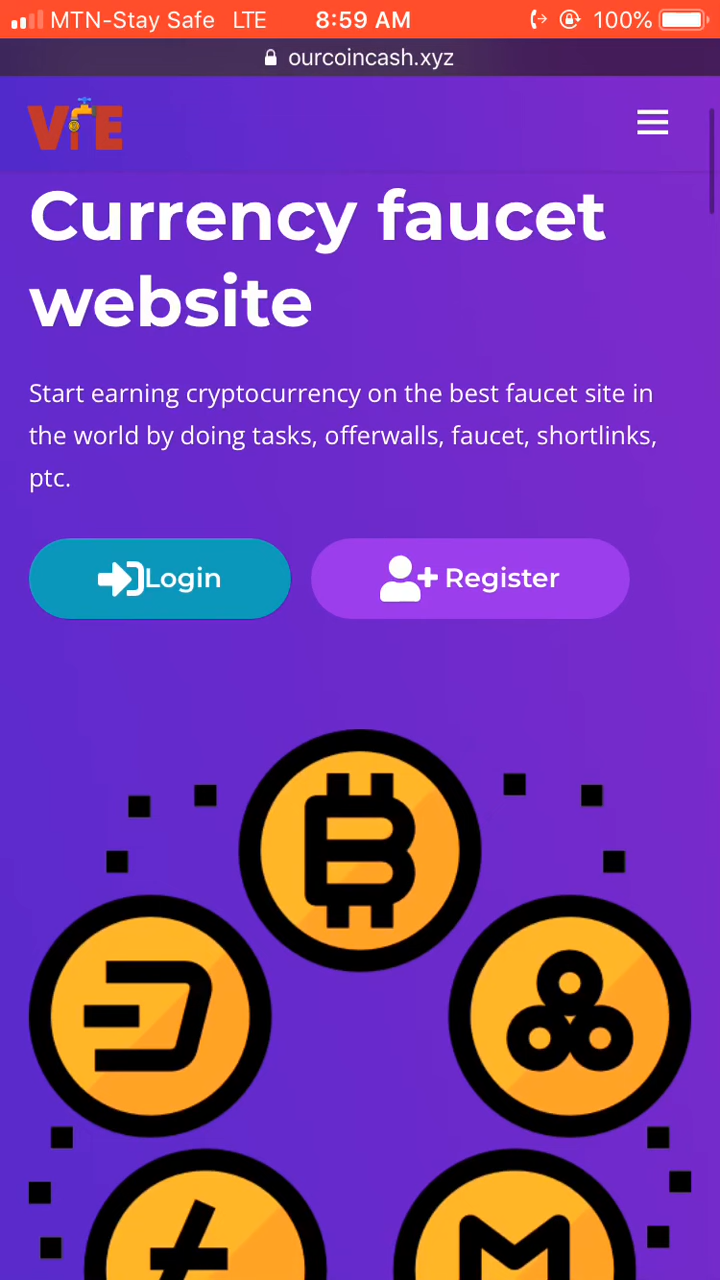 MTN-Stay Safe LTE 8:59 AM 100%
ourcoincash.xyz
VIE
Currency faucet
website
Start earning cryptocurrency on the best faucet site in
the world by doing tasks, offerwalls, faucet, shortlinks,
ptc.
Login Register